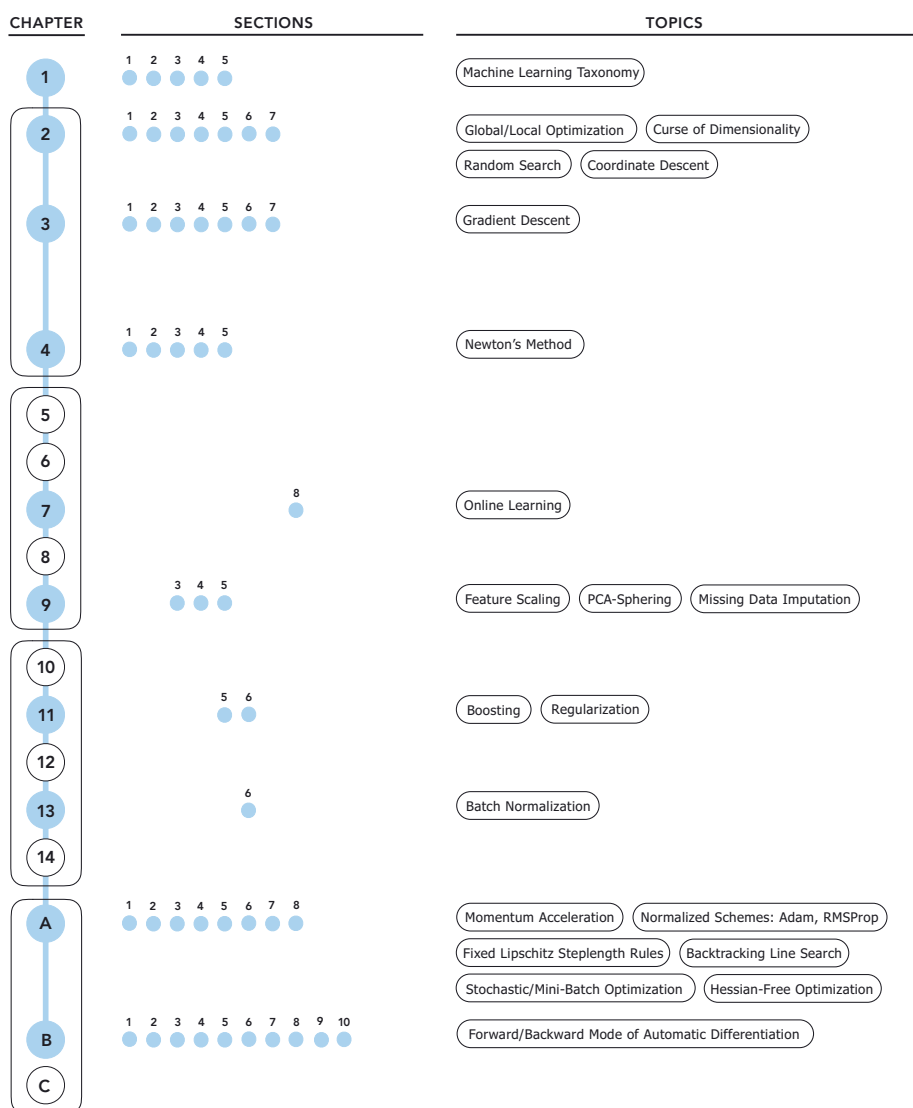 CHAPTER SECTIONS TOPICS
1 2 3 4 5
1 Machine Learning Taxonomy
1 2 3 4 5 6 7
2 Global/Local Optimization Curse of Dimensionality
Random Search Coordinate Descent
1 2 3 4 5 6 7
3 Gradient Descent
1 2 3 4 5
4 Newton's Method
5
6
8
7 Online Learning
8
3 4 5
9 Feature Scaling PCA-Sphering Missing Data Imputation
10
5 6
11 Boosting Regularization
12
6
13 Batch Normalization
14
1 2 3 4 5 6 7 8
A Momentum Acceleration Normalized Schemes: Adam, RMSProp
Fixed Lipschitz Steplength Rules Backtracking Line Search
Stochastic/Mini-Batch Optimization Hessian-Free Optimization
1 2 3 4 5 6 7 8 9 10
B Forward/Backward Mode of Automatic Differentiation
C